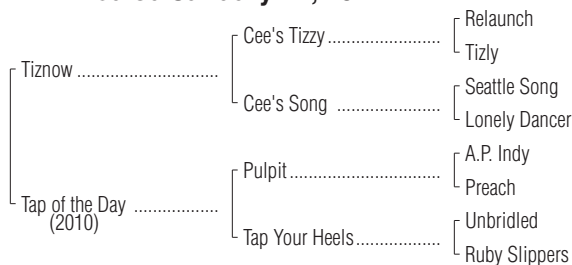 Relaunch
Cee's Tizzy
Tizly
Tiznow
Seattle Song
Cee's Song
Lonely Dancer
A.P. Indy
Pulpit
Preach
Tap of the Day
(2010)
Unbridled
Tap Your Heels
Ruby Slippers